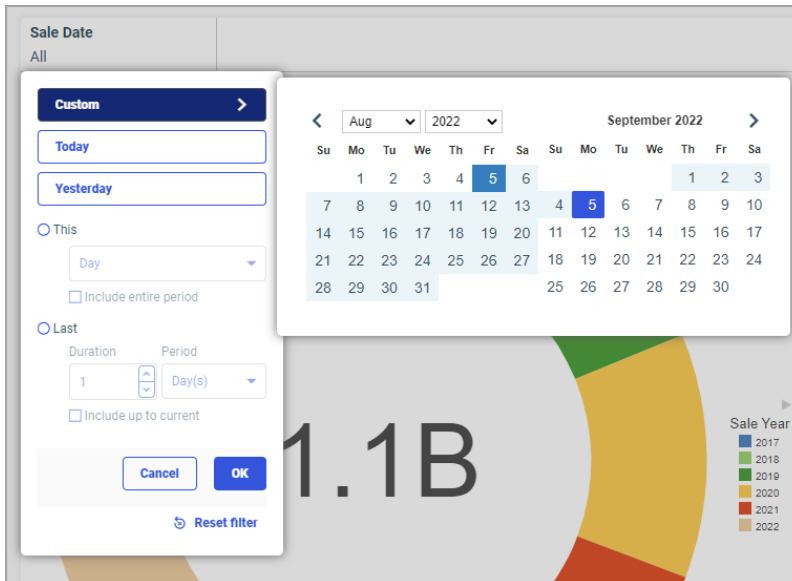 Sale Date
All
Custom
Today
Yesterday
This
Day
Include entire period
Last
Duration Period
1 Day(s)
Include up to current
Cancel OK
Reset filter
Aug 2022 September 2022
Su Mo Tu We Th Fr Sa Su Mo Tu We Th Fr Sa
1 2 3 4 5 6 1 2 3
7 8 9 10 11 12 13 4 5 6 7 8 9 10
14 15 16 17 18 19 20 11 12 13 14 15 16 17
21 22 23 24 25 26 27 18 19 20 21 22 23 24
28 29 30 31 25 26 27 28 29 30
1.1B
Sale Year
2017
2018
2019
2020
2021
2022